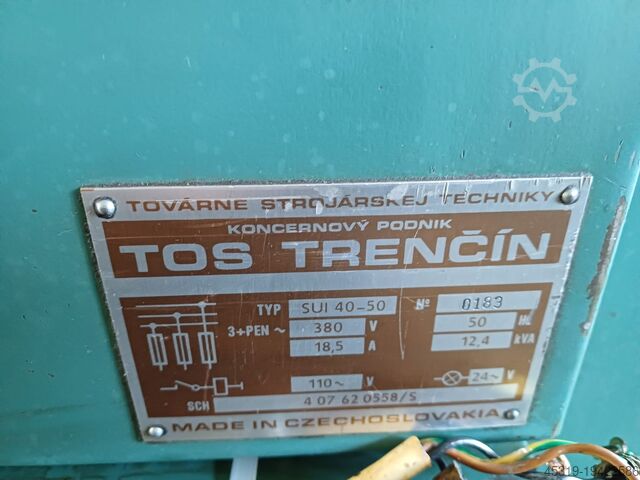 TOVÁRNE STROJÁRSKEJ TECHNIKY
KONCERNOVÝ PODNIK
TOS TRENČÍN
TYP SUI 40-50 № 0183
3+PEN ~ 380 V 50 Hz
18,5 A 12,4 kVA
110~ V 24~ V
SCH 4 07 62 0558/S
MADE IN CZECHOSLOVAKIA